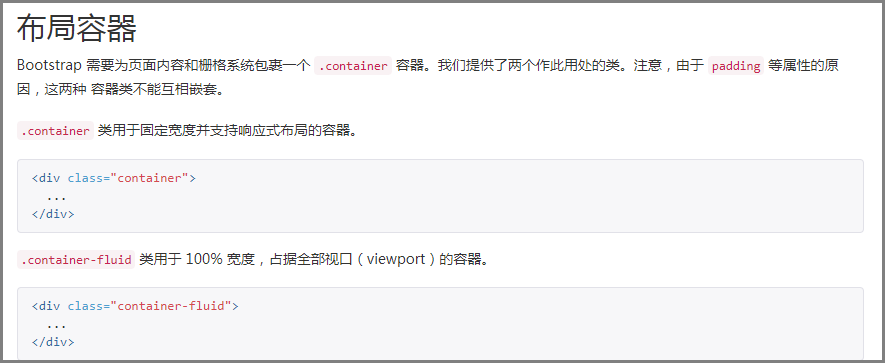 布局容器
Bootstrap 需要为页面内容和栅格系统包裹一个 .container 容器。我们提供了两个作此用处的类。注意，由于 padding 等属性的原
因，这两种 容器类不能互相嵌套。
.container 类用于固定宽度并支持响应式布局的容器。
<div class="container">
  ...
</div>
.container-fluid 类用于 100% 宽度，占据全部视口（viewport）的容器。
<div class="container-fluid">
  ...
</div>